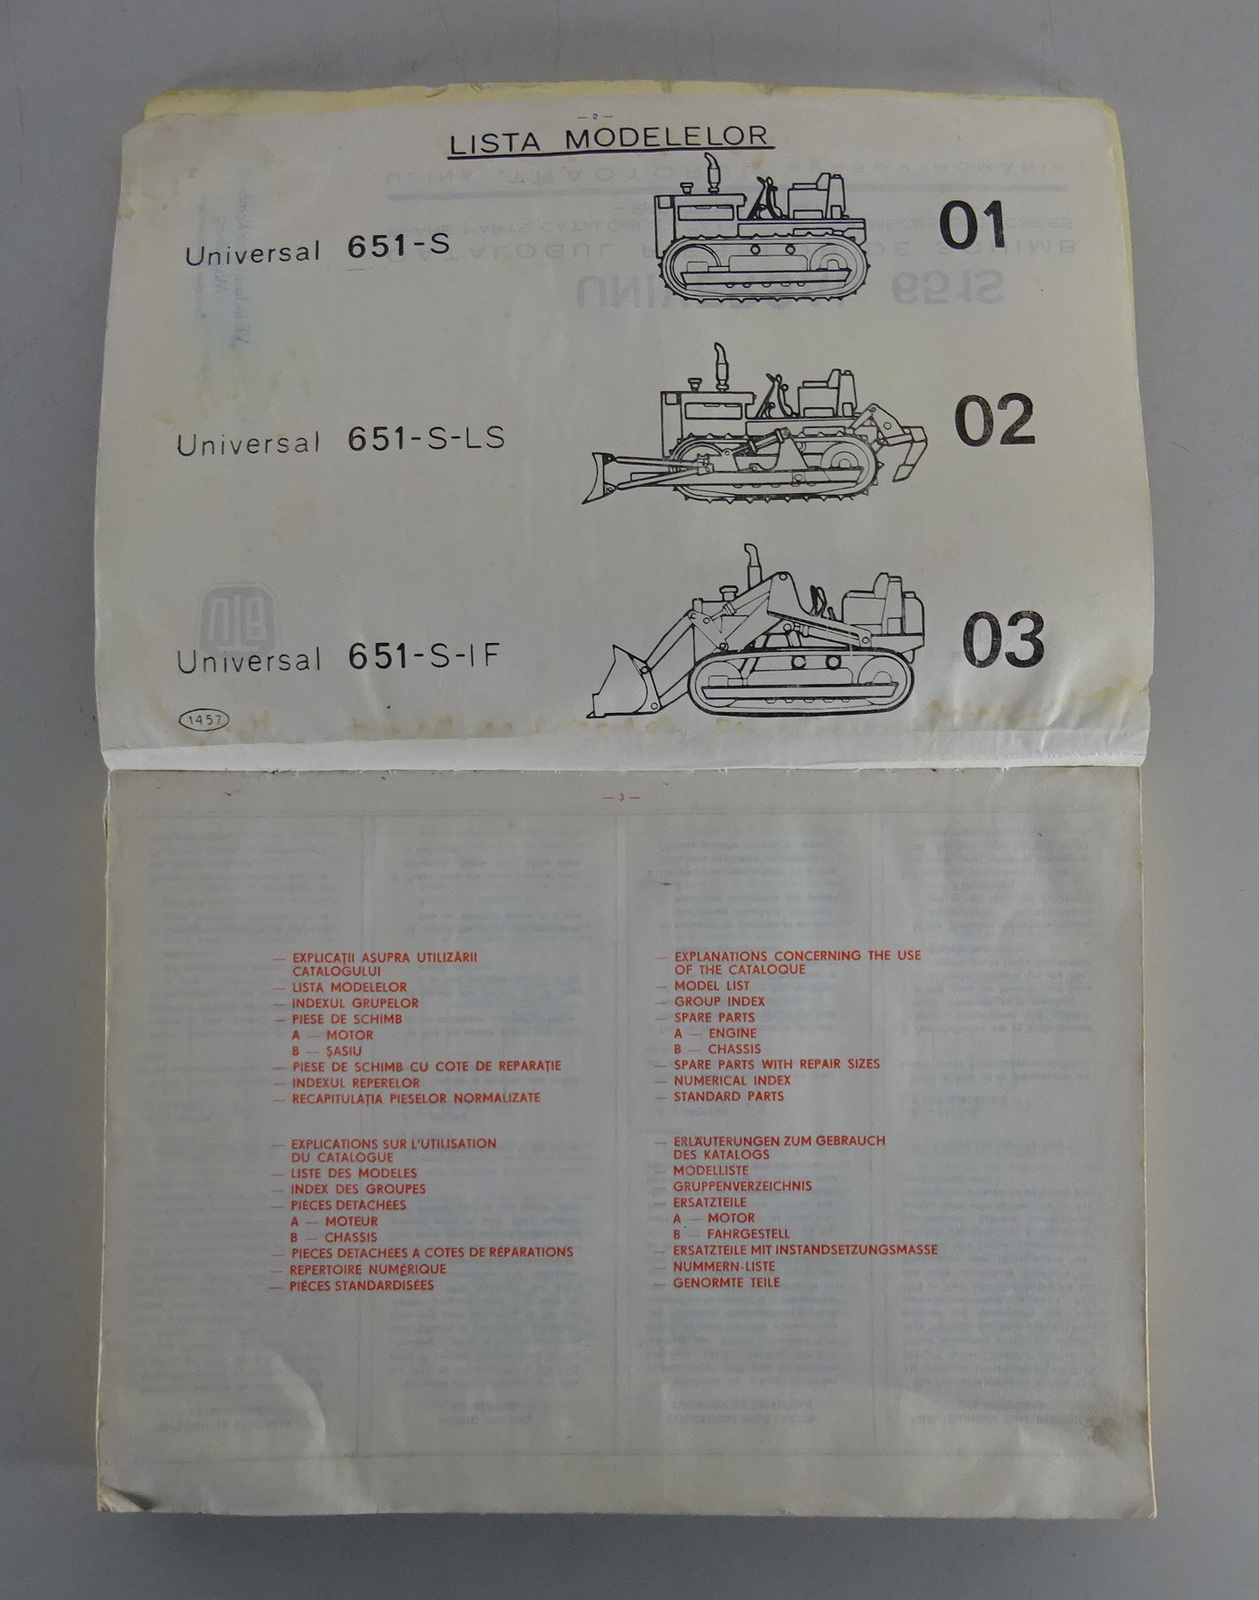 — 2 —
LISTA MODELELOR
Universal 651-S 01
Universal 651-S-LS 02
Universal 651-S-IF 03
1457
— 3 —
— EXPLICAȚII ASUPRA UTILIZĂRII
CATALOGULUI
— LISTA MODELELOR
— INDEXUL GRUPELOR
— PIESE DE SCHIMB
A — MOTOR
B — ȘASIU
— PIESE DE SCHIMB CU COTE DE REPARAȚIE
— INDEXUL REPERELOR
— RECAPITULAȚIA PIESELOR NORMALIZATE
— EXPLANATIONS CONCERNING THE USE
OF THE CATALOQUE
— MODEL LIST
— GROUP INDEX
— SPARE PARTS
A — ENGINE
B — CHASSIS
— SPARE PARTS WITH REPAIR SIZES
— NUMERICAL INDEX
— STANDARD PARTS
— EXPLICATIONS SUR L'UTILISATION
DU CATALOGUE
— LISTE DES MODELES
— INDEX DES GROUPES
— PIÈCES DETACHÉES
A — MOTEUR
B — CHASSIS
— PIECES DETACHÉES A COTES DE RÉPARATIONS
— REPERTOIRE NUMÉRIQUE
— PIÉCES STANDARDISÉES
— ERLÄUTERUNGEN ZUM GEBRAUCH
DES KATALOGS
— MODELLISTE
— GRUPPENVERZEICHNIS
— ERSATZTEILE
A — MOTOR
B — FAHRGESTELL
— ERSATZTEILE MIT INSTANDSETZUNGSMASSE
— NUMMERN-LISTE
— GENORMTE TEILE